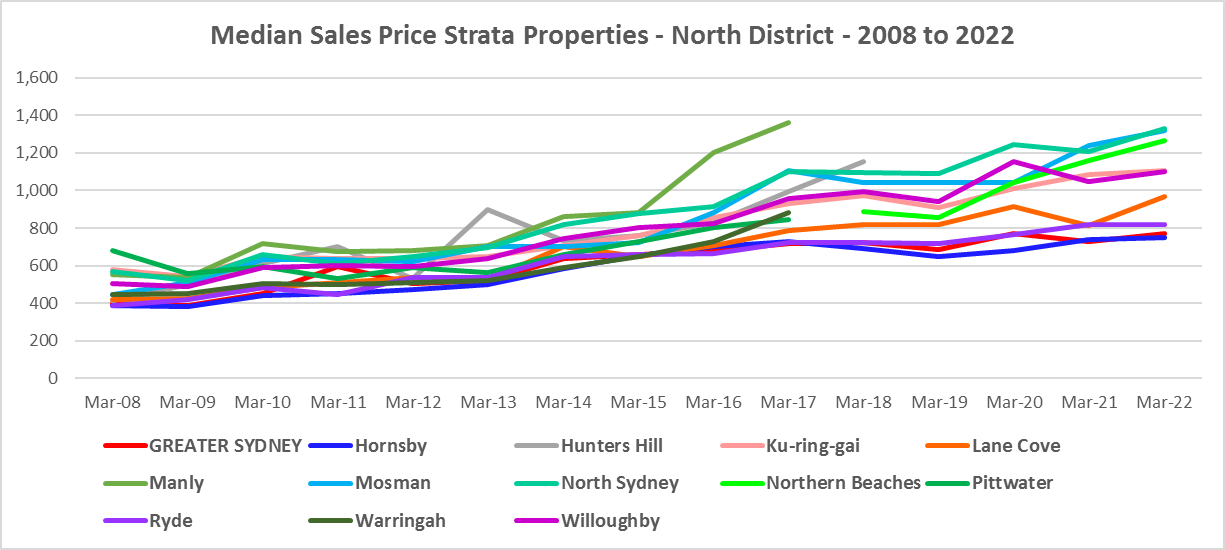 Median Sales Price Strata Properties - North District - 2008 to 2022
1,600
1,400
1,200
1,000
800
600
400
200
0
Mar-08 Mar-09 Mar-10 Mar-11 Mar-12 Mar-13 Mar-14 Mar-15 Mar-16 Mar-17 Mar-18 Mar-19 Mar-20 Mar-21 Mar-22
GREATER SYDNEY Hornsby Hunters Hill Ku-ring-gai Lane Cove
Manly Mosman North Sydney Northern Beaches Pittwater
Ryde Warringah Willoughby